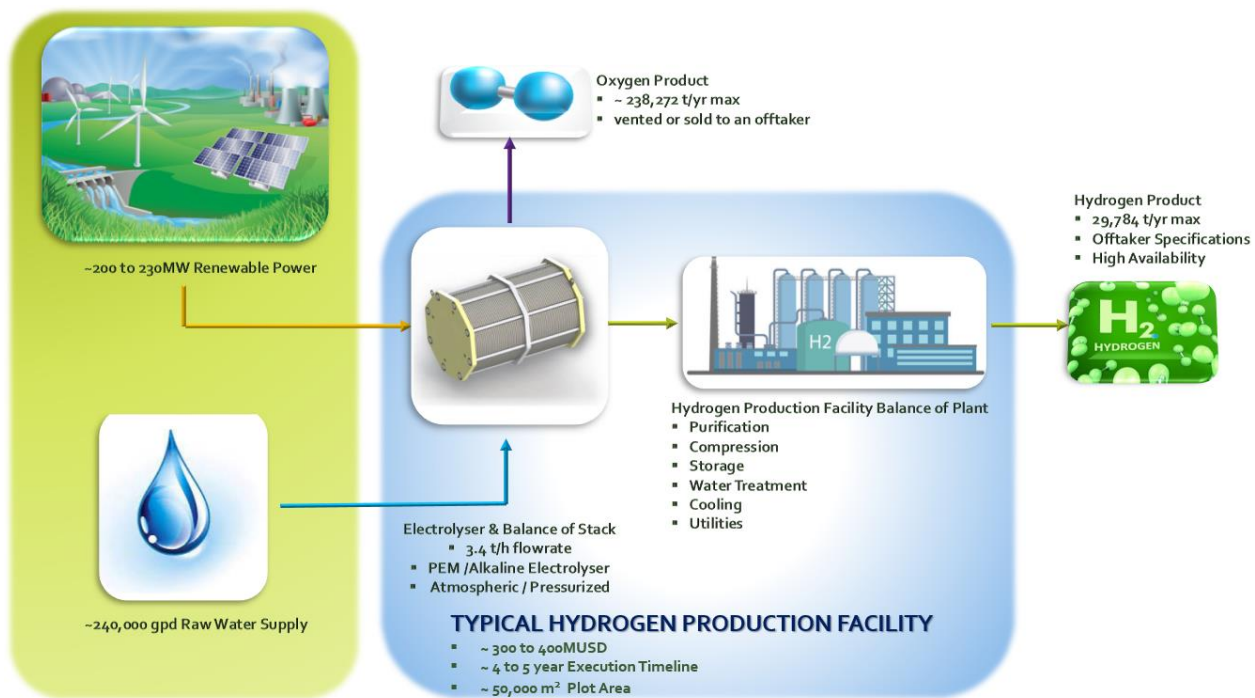 Oxygen Product
▪ ~ 238,272 t/yr max
▪ vented or sold to an offtaker
Hydrogen Product
▪ 29,784 t/yr max
▪ Offtaker Specifications
▪ High Availability
~200 to 230MW Renewable Power
H2
H2
HYDROGEN
Hydrogen Production Facility Balance of Plant
▪ Purification
▪ Compression
▪ Storage
▪ Water Treatment
▪ Cooling
▪ Utilities
Electrolyser & Balance of Stack
▪ 3.4 t/h flowrate
▪ PEM /Alkaline Electrolyser
▪ Atmospheric / Pressurized
~240,000 gpd Raw Water Supply
TYPICAL HYDROGEN PRODUCTION FACILITY
▪ ~ 300 to 400MUSD
▪ ~ 4 to 5 year Execution Timeline
▪ ~ 50,000 m² Plot Area